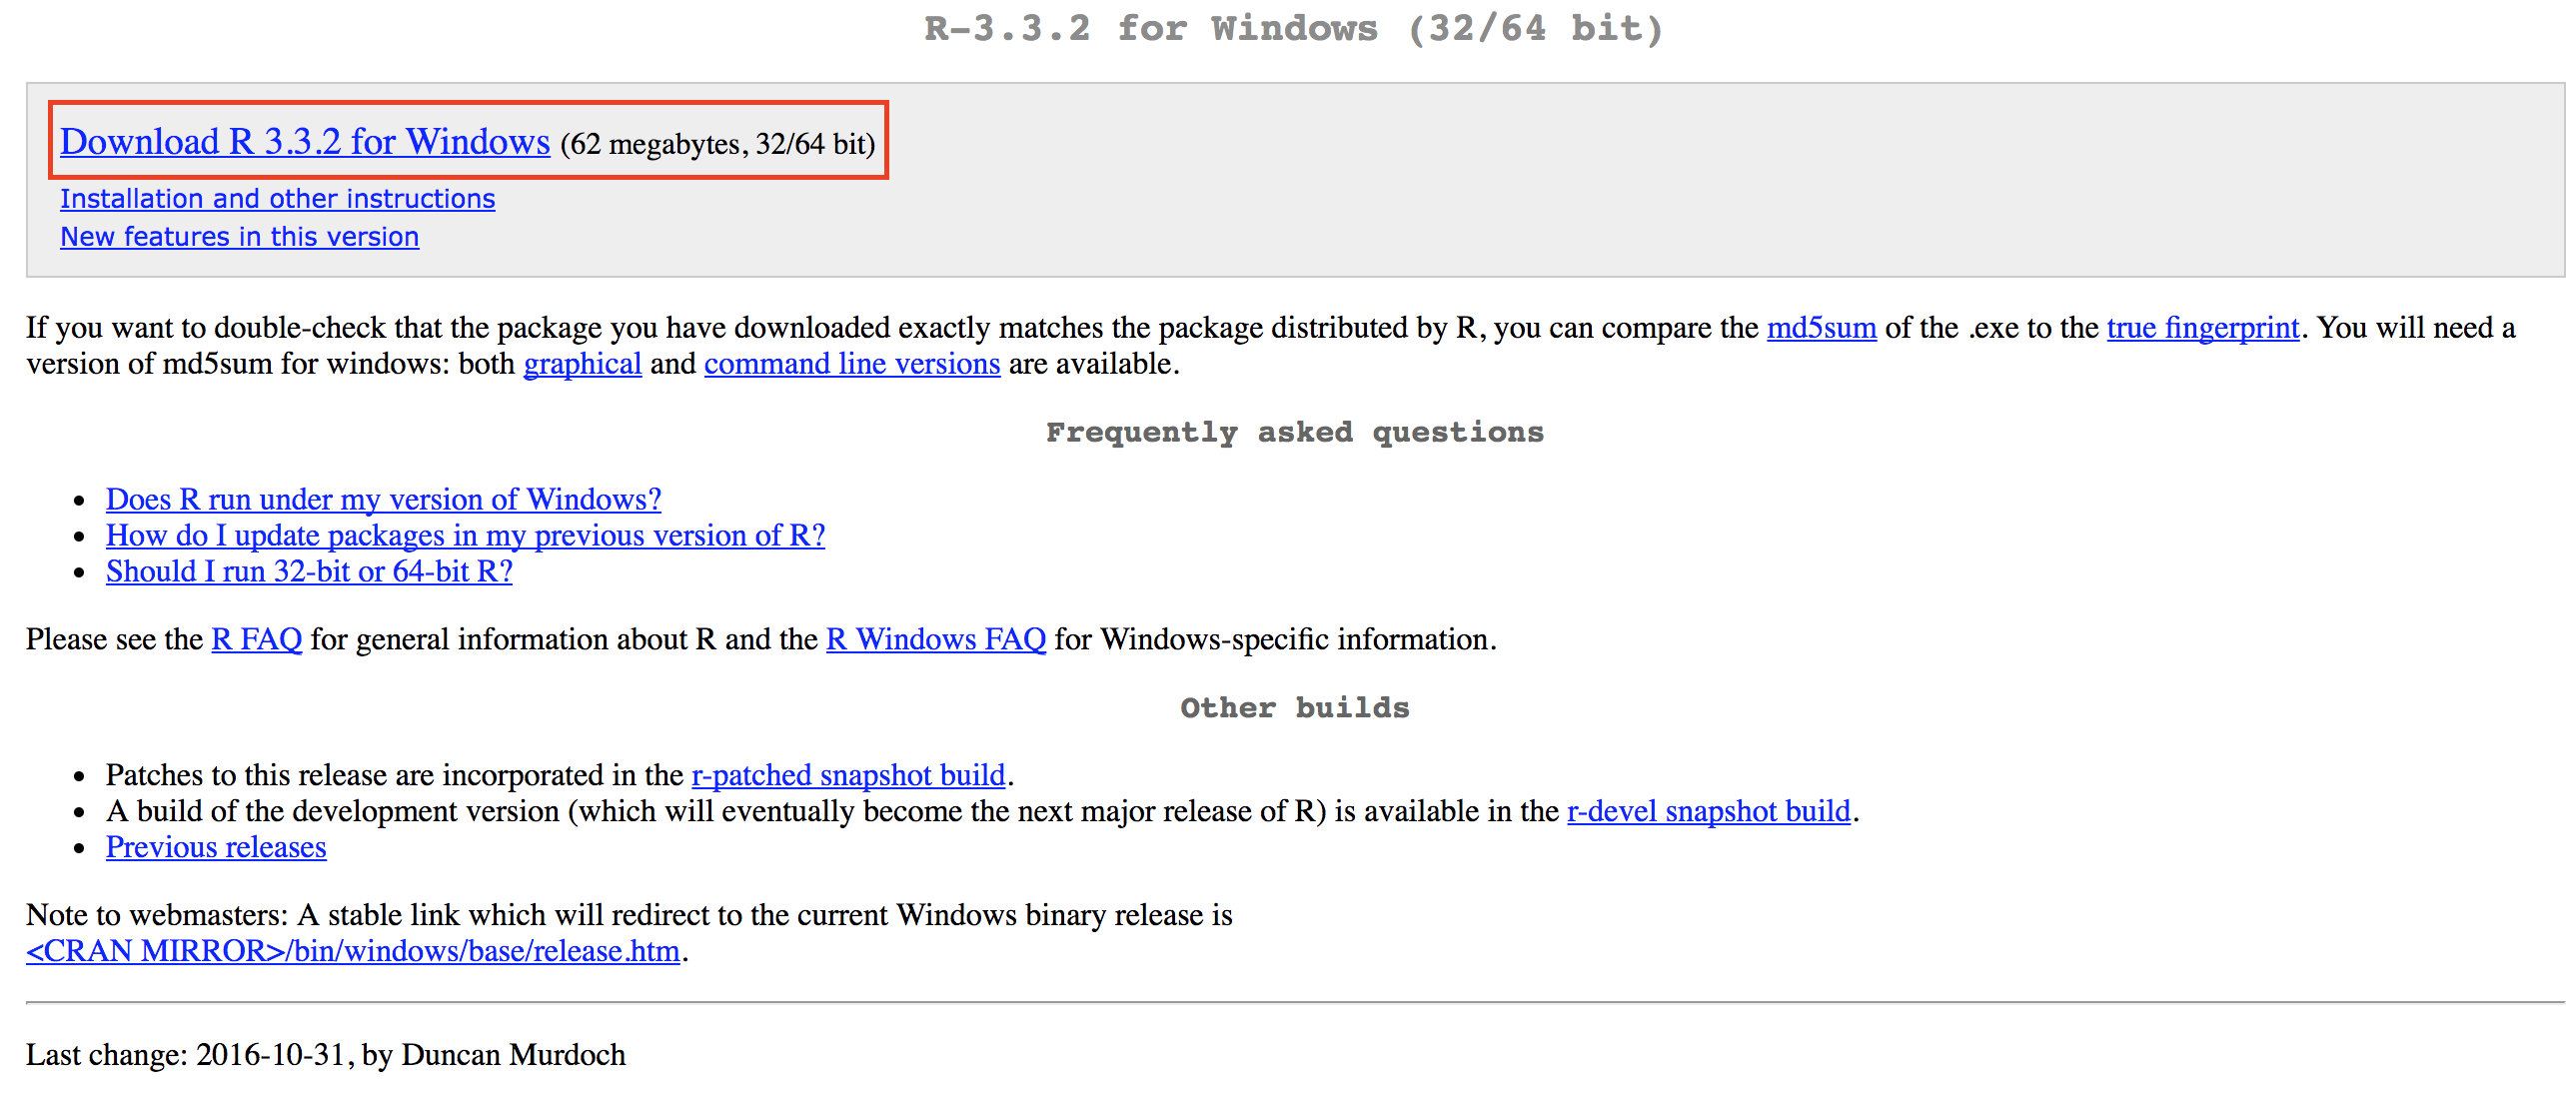 R-3.3.2 for Windows (32/64 bit)
Download R 3.3.2 for Windows (62 megabytes, 32/64 bit)
Installation and other instructions
New features in this version
If you want to double-check that the package you have downloaded exactly matches the package distributed by R, you can compare the md5sum of the .exe to the true fingerprint. You will need a
version of md5sum for windows: both graphical and command line versions are available.
Frequently asked questions
• Does R run under my version of Windows?
• How do I update packages in my previous version of R?
• Should I run 32-bit or 64-bit R?
Please see the R FAQ for general information about R and the R Windows FAQ for Windows-specific information.
Other builds
• Patches to this release are incorporated in the r-patched snapshot build.
• A build of the development version (which will eventually become the next major release of R) is available in the r-devel snapshot build.
• Previous releases
Note to webmasters: A stable link which will redirect to the current Windows binary release is
<CRAN MIRROR>/bin/windows/base/release.htm.
Last change: 2016-10-31, by Duncan Murdoch